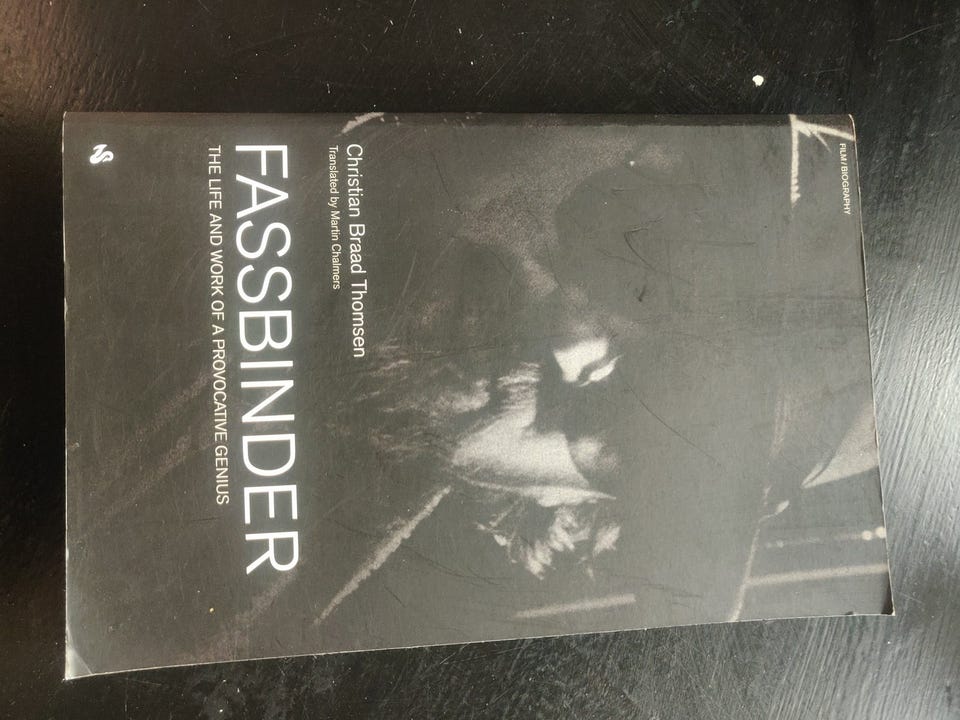 FILM / BIOGRAPHY
Christian Braad Thomsen
Translated by Martin Chalmers
FASSBINDER
THE LIFE AND WORK OF A PROVOCATIVE GENIUS